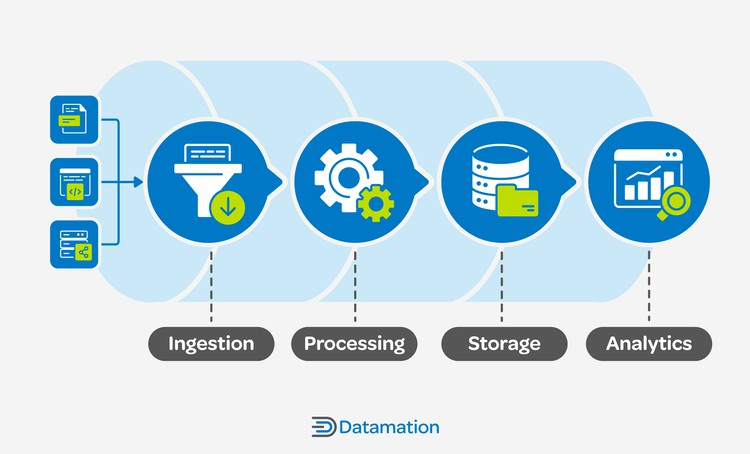 </>
Ingestion
Processing
Storage
Analytics
Datamation